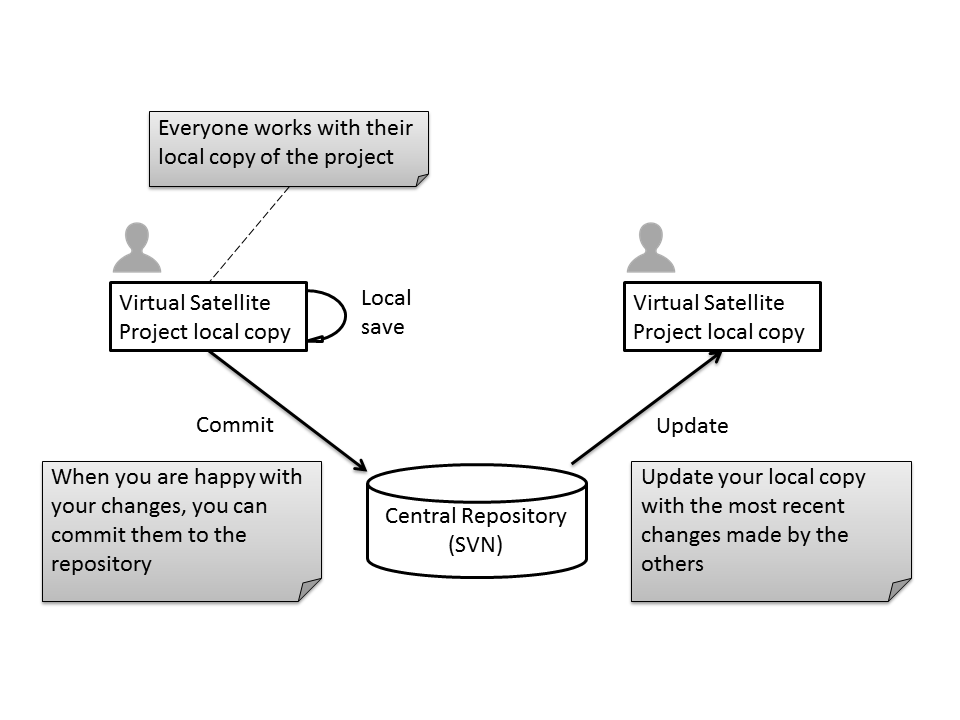 Everyone works with their
local copy of the project
Virtual Satellite
Project local copy
Local
save
Virtual Satellite
Project local copy
Commit
Update
When you are happy with
your changes, you can
commit them to the
repository
Central Repository
(SVN)
Update your local copy
with the most recent
changes made by the
others